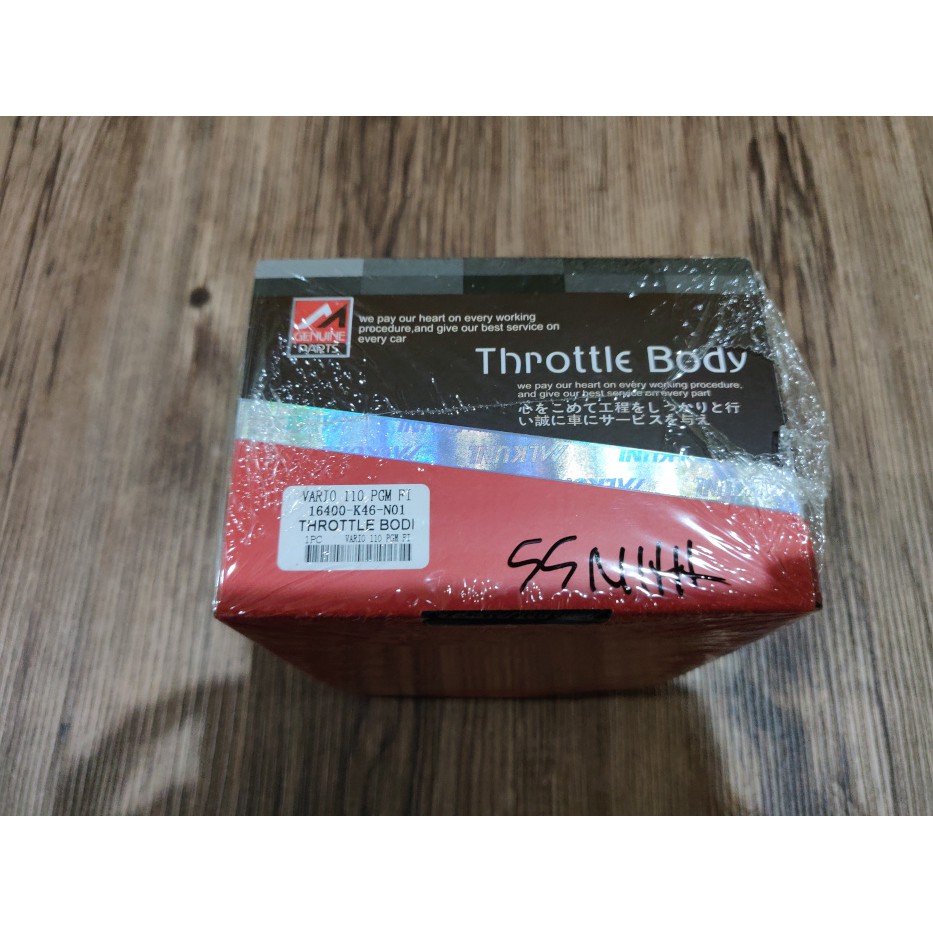 GENUINE
PARTS
we pay our heart on every working
procedure,and give our best service on
every car
Throttle Body
we pay our heart on every working procedure,
and give our best service on every part
心をこめて工程をしっかりと行
い誠に車にサービスを与え
VARIO 110 PGM FI
16400-K46-N01
THROTTLE BODI
1PC VARIO 110 PGM FI